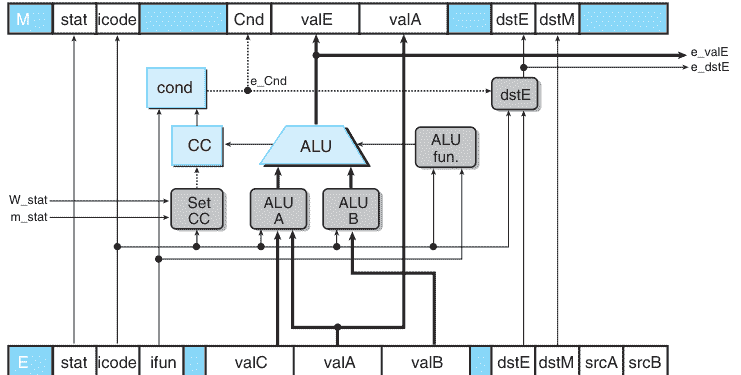 M stat icode Cnd valE valA dstE dstM
e_valE
e_dstE
e_Cnd
cond
dstE
CC
ALU
ALU
fun.
W_stat
m_stat
Set
CC
ALU
A
ALU
B
E stat icode ifun valC valA valB dstE dstM srcA srcB